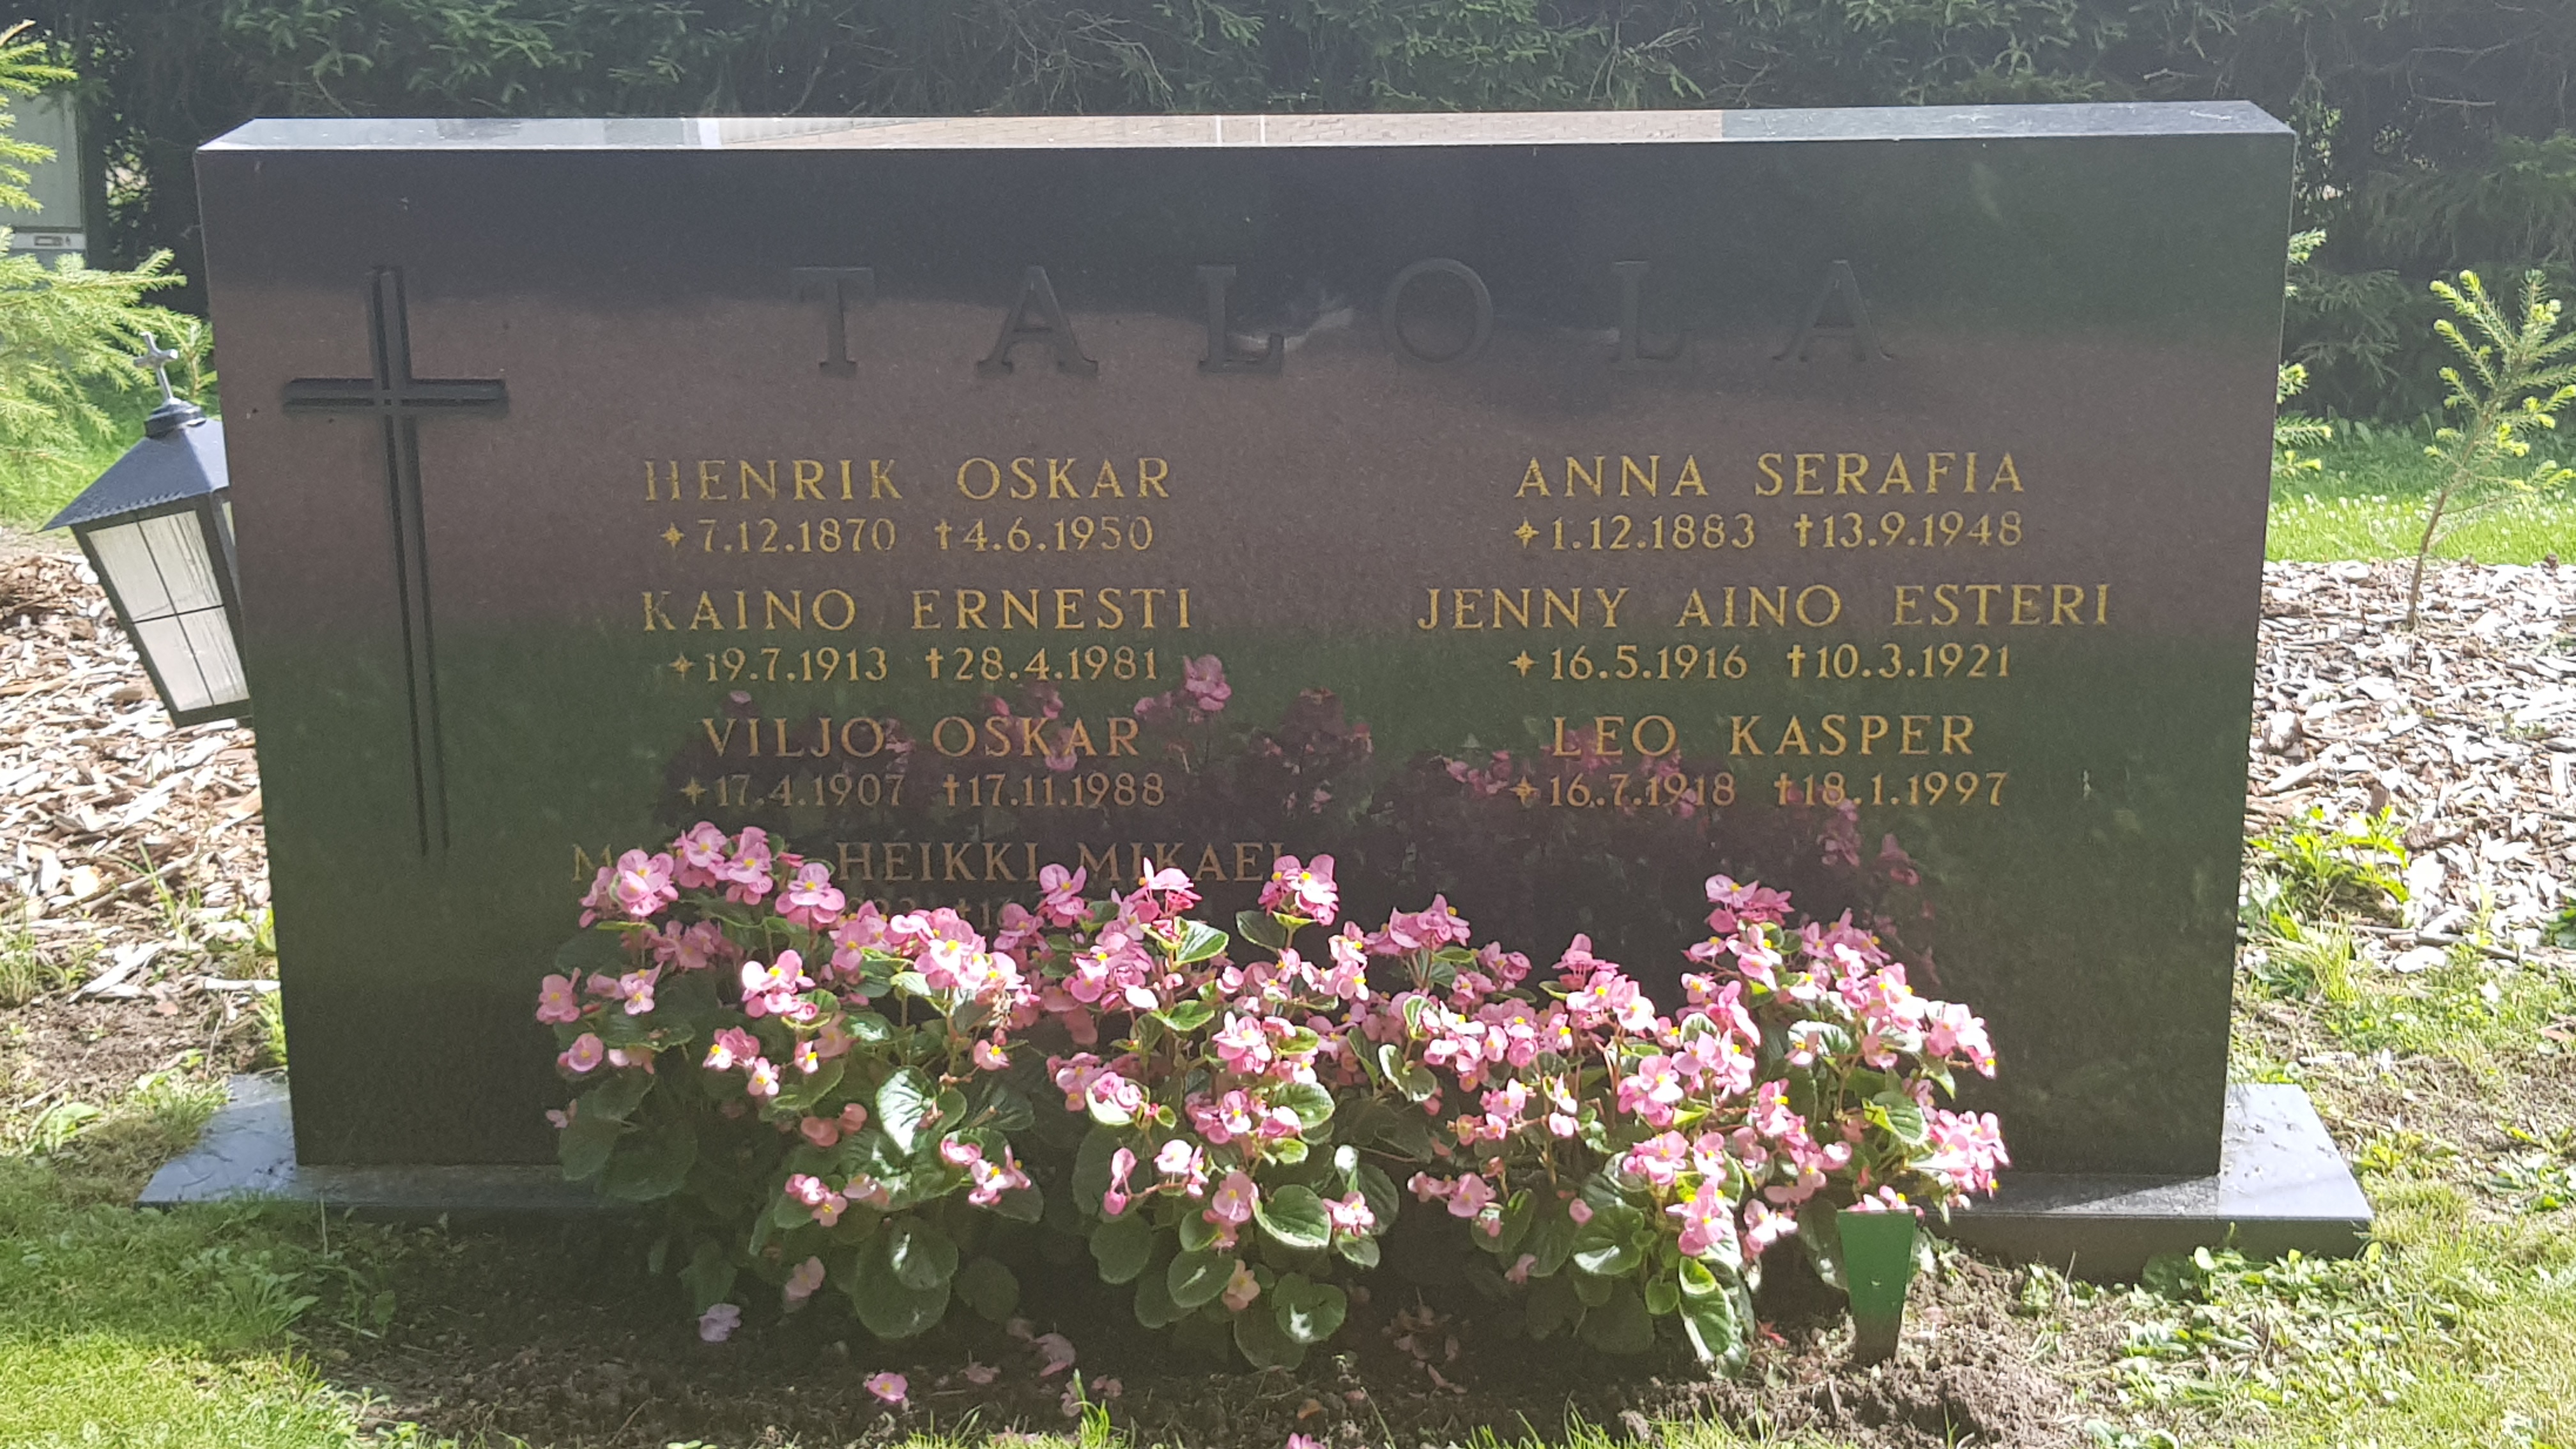 TALOLA
HENRIK OSKAR
7.12.1870 †4.6.1950
ANNA SERAFIA
1.12.1883 †13.9.1948
KAINO ERNESTI
19.7.1913 †28.4.1981
JENNY AINO ESTERI
16.5.1916 †10.3.1921
VILJO OSKAR
17.4.1907 †17.11.1988
LEO KASPER
16.7.1918 †18.1.1997
HEIKKI MIKAEL